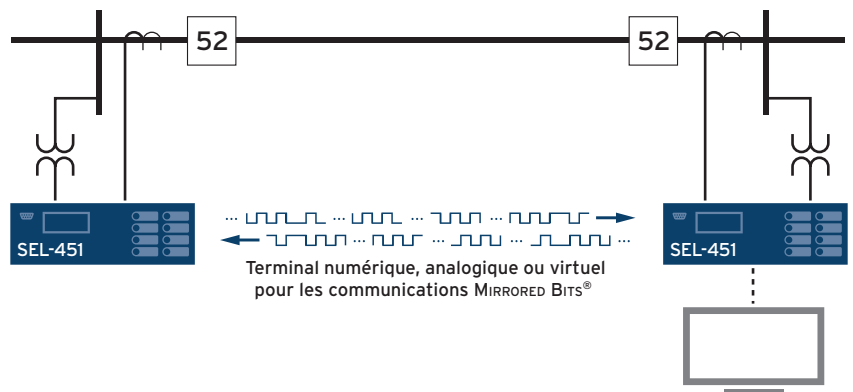 52
52
SEL-451
SEL-451
Terminal numérique, analogique ou virtuel
pour les communications MIRRORED BITS®